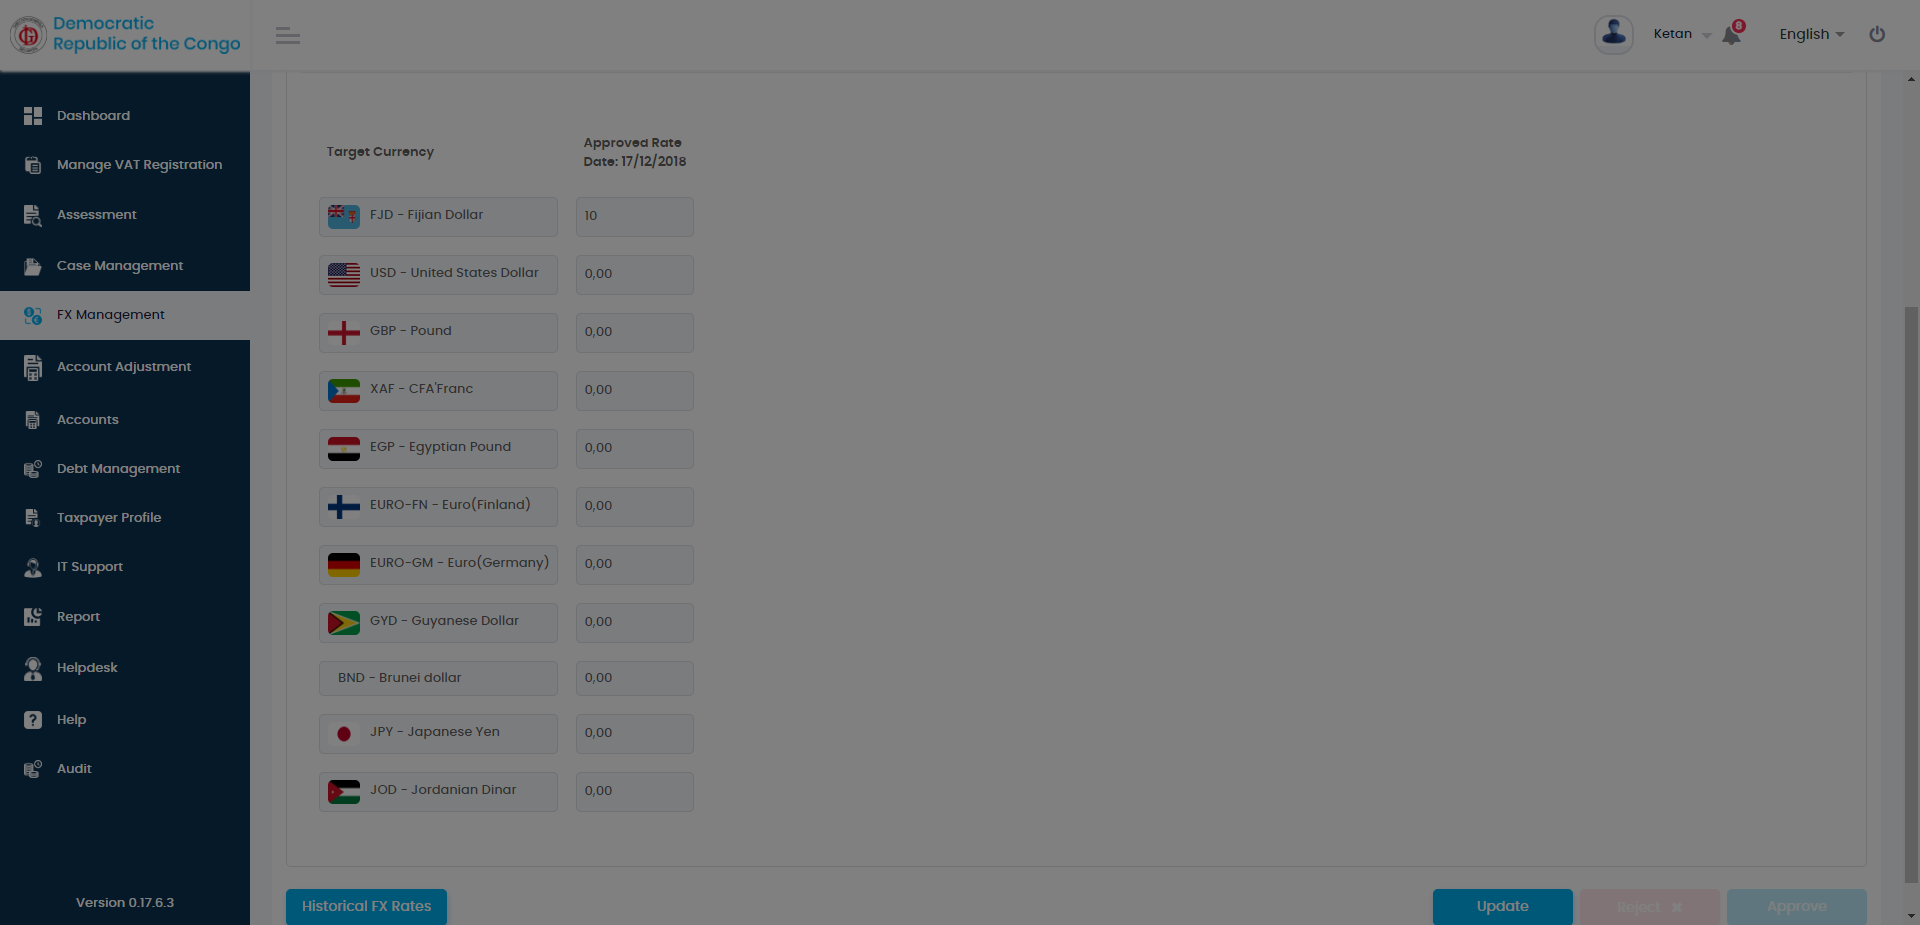 Democratic
Republic of the Congo
Ketan
8
English
Dashboard
Manage VAT Registration
Assessment
Case Management
FX Management
Account Adjustment
Accounts
Debt Management
Taxpayer Profile
IT Support
Report
Helpdesk
Help
Audit
Version 0.17.6.3
Target Currency
Approved Rate
Date: 17/12/2018
FJD - Fijian Dollar
10
USD - United States Dollar
0,00
GBP - Pound
0,00
XAF - CFA'Franc
0,00
EGP - Egyptian Pound
0,00
EURO-FN - Euro(Finland)
0,00
EURO-GM - Euro(Germany)
0,00
GYD - Guyanese Dollar
0,00
BND - Brunei dollar
0,00
JPY - Japanese Yen
0,00
JOD - Jordanian Dinar
0,00
Historical FX Rates
Update
Reject
Approve